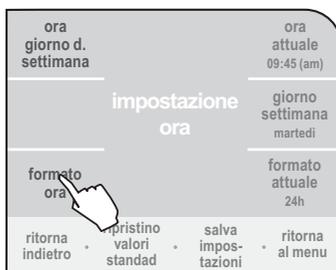 ora
giorno d.
settimana
ora
attuale
09:45 (am)
impostazione
ora
giorno
settimana
martedi
formato
ora
formato
attuale
24h
ritorna
indietro
•
ripristino
valori
standad
•
salva
impos-
tazioni
•
ritorna
al menu